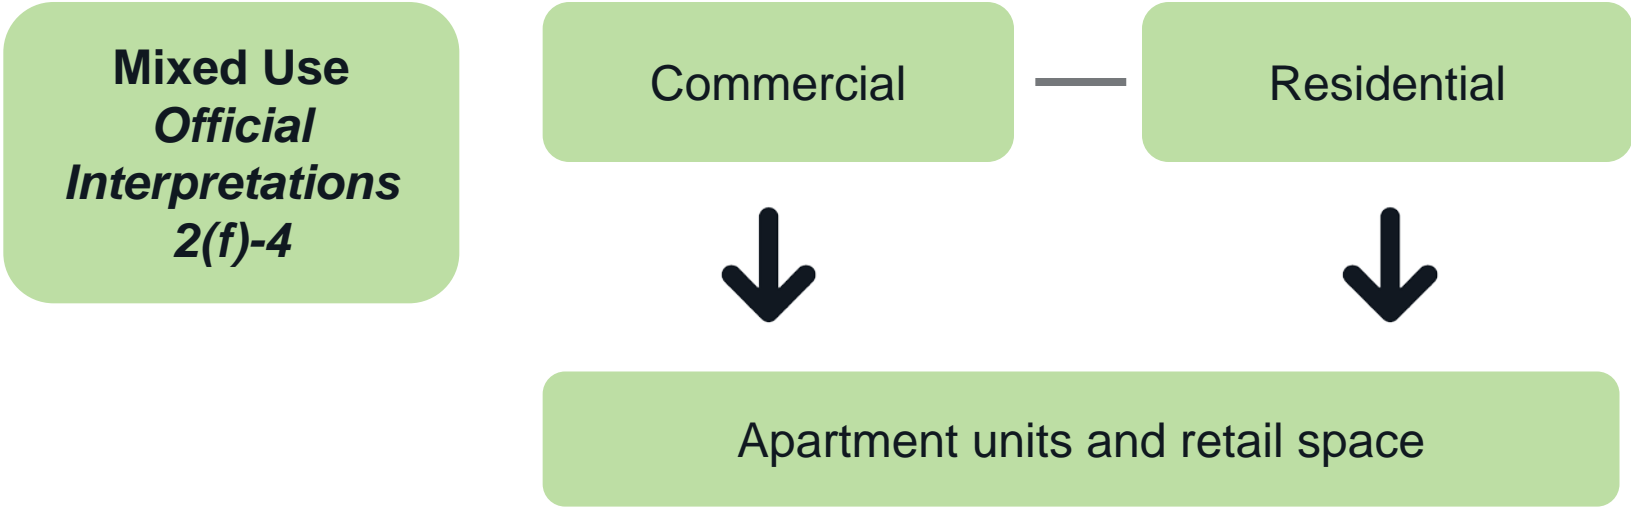 Mixed Use
Official
Interpretations
2(f)-4
Commercial
Residential
Apartment units and retail space